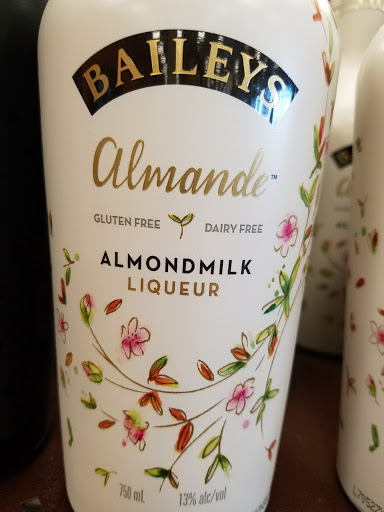 BAILEYS
almande™
GLUTEN FREE DAIRY FREE
ALMONDMILK
LIQUEUR
750 mL 13% alc/vol